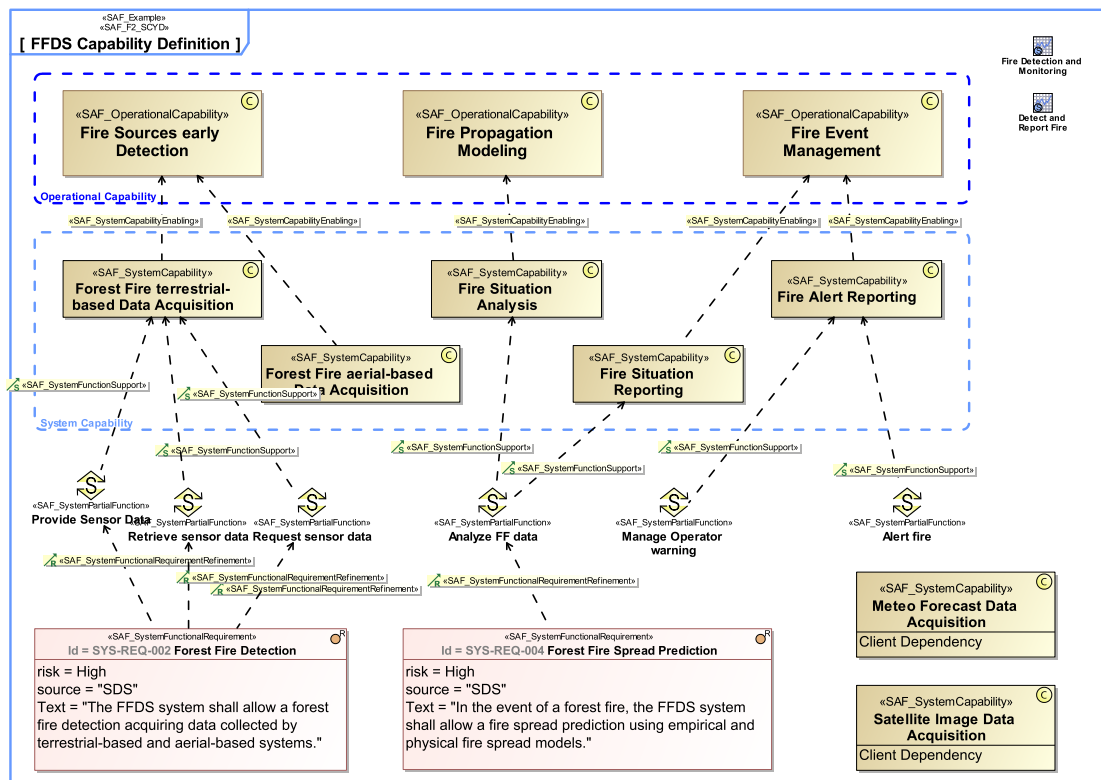 «SAF_Example»
«SAF_F2_SCYD»
[ FFDS Capability Definition ]
Fire Detection and
Monitoring
Detect and
Report Fire
C
«SAF_OperationalCapability»
Fire Sources early
Detection
C
«SAF_OperationalCapability»
Fire Propagation
Modeling
C
«SAF_OperationalCapability»
Fire Event
Management
Operational Capability
«SAF_SystemCapabilityEnabling»
«SAF_SystemCapabilityEnabling»
«SAF_SystemCapabilityEnabling»
«SAF_SystemCapabilityEnabling»
«SAF_SystemCapabilityEnabling»
C
«SAF_SystemCapability»
Forest Fire terrestrial-
based Data Acquisition
C
«SAF_SystemCapability»
Fire Situation
Analysis
C
«SAF_SystemCapability»
Fire Alert Reporting
C
«SAF_SystemCapability»
Forest Fire aerial-based
Data Acquisition
C
«SAF_SystemCapability»
Fire Situation
Reporting
S «SAF_SystemFunctionSupport»
S «SAF_SystemFunctionSupport»
System Capability
S «SAF_SystemFunctionSupport»
S «SAF_SystemFunctionSupport»
S «SAF_SystemFunctionSupport»
S «SAF_SystemFunctionSupport»
S «SAF_SystemFunctionSupport»
S
«SAF_SystemPartialFunction»
Provide Sensor Data
S
«SAF_SystemPartialFunction»
Retrieve sensor data
S
«SAF_SystemPartialFunction»
Request sensor data
S
«SAF_SystemPartialFunction»
Analyze FF data
S
«SAF_SystemPartialFunction»
Manage Operator
warning
S
«SAF_SystemPartialFunction»
Alert fire
R «SAF_SystemFunctionalRequirementRefinement»
R «SAF_SystemFunctionalRequirementRefinement»
R «SAF_SystemFunctionalRequirementRefinement»
R «SAF_SystemFunctionalRequirementRefinement»
«SAF_SystemFunctionalRequirement»
R
Id = SYS-REQ-002 Forest Fire Detection
risk = High
source = "SDS"
Text = "The FFDS system shall allow a forest
fire detection acquiring data collected by
terrestrial-based and aerial-based systems."
«SAF_SystemFunctionalRequirement»
R
Id = SYS-REQ-004 Forest Fire Spread Prediction
risk = High
source = "SDS"
Text = "In the event of a forest fire, the FFDS system
shall allow a fire spread prediction using empirical and
physical fire spread models."
C
«SAF_SystemCapability»
Meteo Forecast Data
Acquisition
Client Dependency
C
«SAF_SystemCapability»
Satellite Image Data
Acquisition
Client Dependency